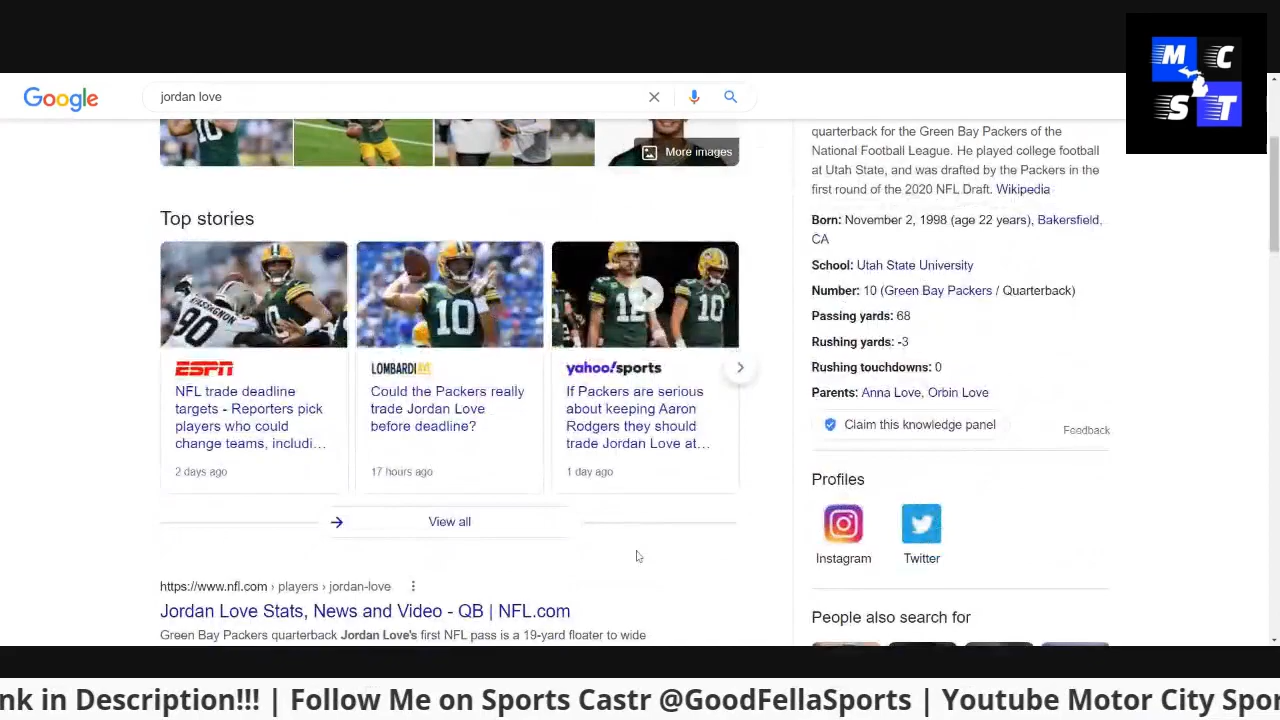 M C
S T
Google
jordan love
More images
quarterback for the Green Bay Packers of the
National Football League. He played college football
at Utah State, and was drafted by the Packers in the
first round of the 2020 NFL Draft. Wikipedia
Born: November 2, 1998 (age 22 years), Bakersfield,
CA
School: Utah State University
Number: 10 (Green Bay Packers / Quarterback)
Passing yards: 68
Rushing yards: -3
Rushing touchdowns: 0
Parents: Anna Love, Orbin Love
Claim this knowledge panel
Feedback
Profiles
Instagram
Twitter
People also search for
Top stories
90
10
12
10
ESPN
NFL trade deadline
targets - Reporters pick
players who could
change teams, includi...
2 days ago
LOMBARDI AVE
Could the Packers really
trade Jordan Love
before deadline?
17 hours ago
yahoo!sports
If Packers are serious
about keeping Aaron
Rodgers they should
trade Jordan Love at...
1 day ago
View all
https://www.nfl.com › players › jordan-love
Jordan Love Stats, News and Video - QB | NFL.com
Green Bay Packers quarterback Jordan Love's first NFL pass is a 19-yard floater to wide
nk in Description!!! | Follow Me on Sports Castr @GoodFellaSports | Youtube Motor City Spor